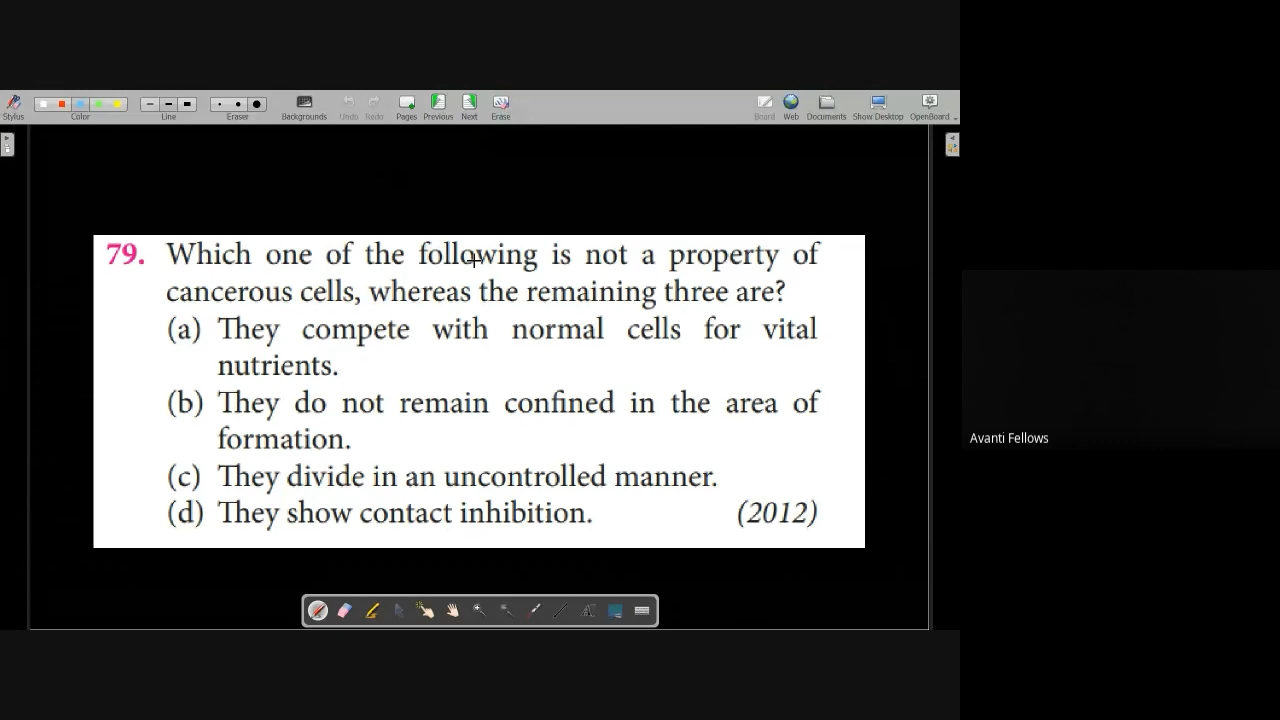 Stylus
Color
Line
Eraser
Backgrounds
Undo
Redo
Pages
Previous
Next
Erase
Board
Web
Documents
Show Desktop
OpenBoard
79. Which one of the following is not a property of
cancerous cells, whereas the remaining three are?
(a) They compete with normal cells for vital
nutrients.
(b) They do not remain confined in the area of
formation.
(c) They divide in an uncontrolled manner.
(d) They show contact inhibition. (2012)
Avanti Fellows